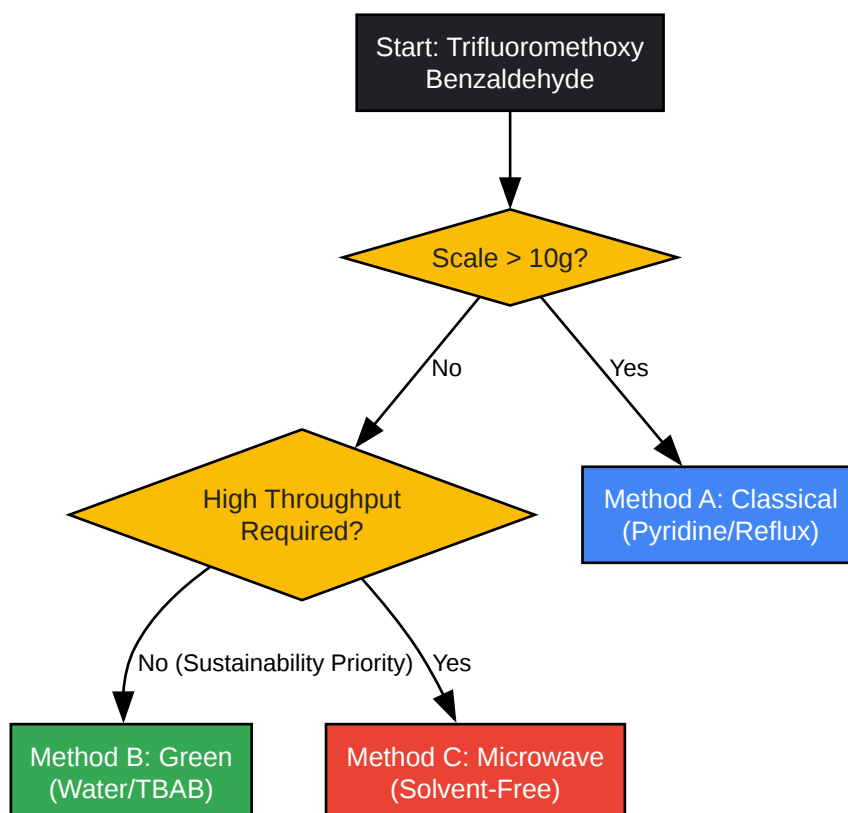 Start: Trifluoromethoxy
Benzaldehyde
Scale > 10g?
No
Yes
High Throughput
Required?
Method A: Classical
(Pyridine/Reflux)
No (Sustainability Priority)
Yes
Method B: Green
(Water/TBAB)
Method C: Microwave
(Solvent-Free)